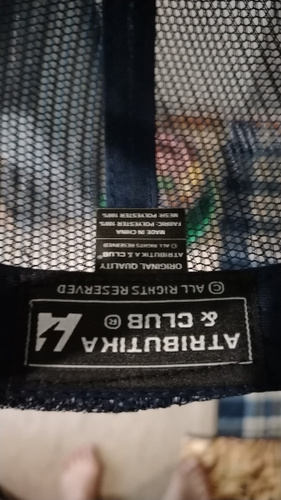 ATRIBUTIKA
& CLUB ®
© ALL RIGHTS RESERVED
ORIGINAL QUALITY
ATRIBUTIKA & CLUB®
© ALL RIGHTS RESERVED
MADE IN CHINA
FABRIC: POLYESTER 100%
MESH: POLYESTER 100%